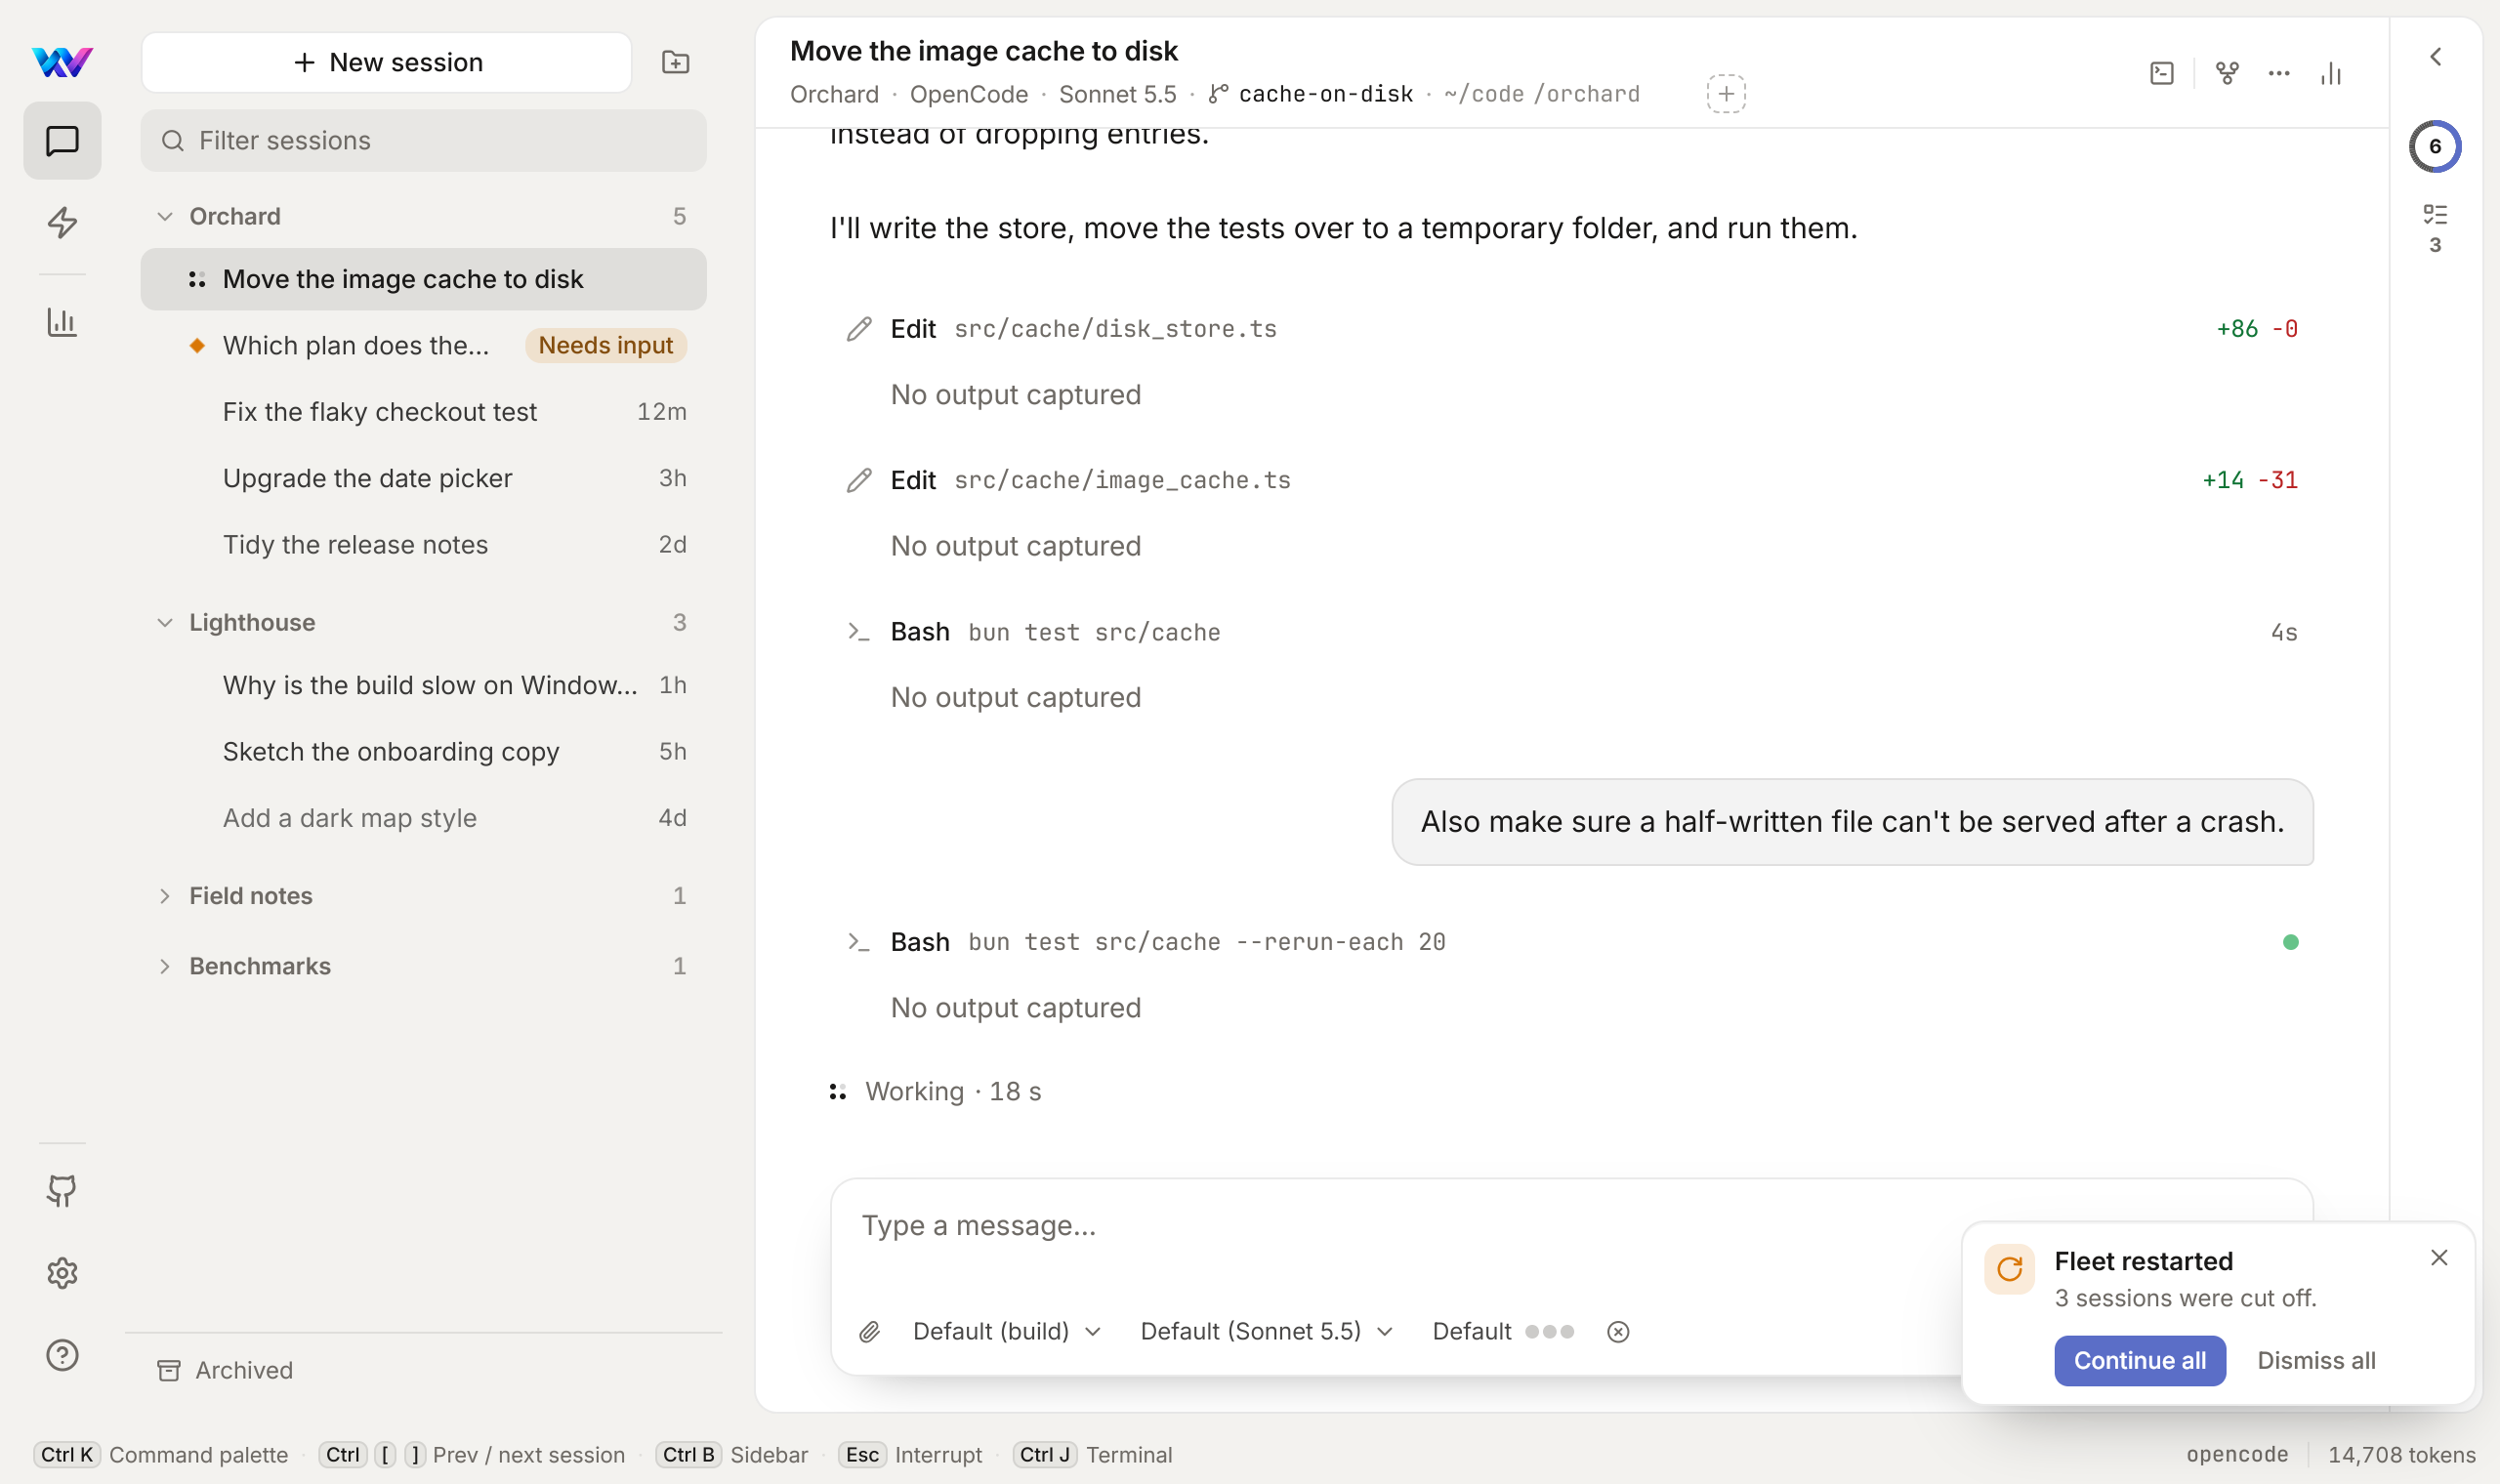 New session
Filter sessions
Orchard 5
Move the image cache to disk
Which plan does the... Needs input
Fix the flaky checkout test 12m
Upgrade the date picker 3h
Tidy the release notes 2d
Lighthouse 3
Why is the build slow on Window... 1h
Sketch the onboarding copy 5h
Add a dark map style 4d
Field notes 1
Benchmarks 1
Archived
Move the image cache to disk
Orchard · OpenCode · Sonnet 5.5 · cache-on-disk · ~/code /orchard
instead of dropping entries.
I'll write the store, move the tests over to a temporary folder, and run them.
Edit src/cache/disk_store.ts +86 -0
No output captured
Edit src/cache/image_cache.ts +14 -31
No output captured
Bash bun test src/cache 4s
No output captured
Also make sure a half-written file can't be served after a crash.
Bash bun test src/cache --rerun-each 20
No output captured
Working · 18 s
Type a message...
Default (build) Default (Sonnet 5.5) Default
6
3
Fleet restarted
3 sessions were cut off.
Continue all Dismiss all
Ctrl K Command palette · Ctrl [ ] Prev / next session · Ctrl B Sidebar · Esc Interrupt · Ctrl J Terminal
opencode 14,708 tokens